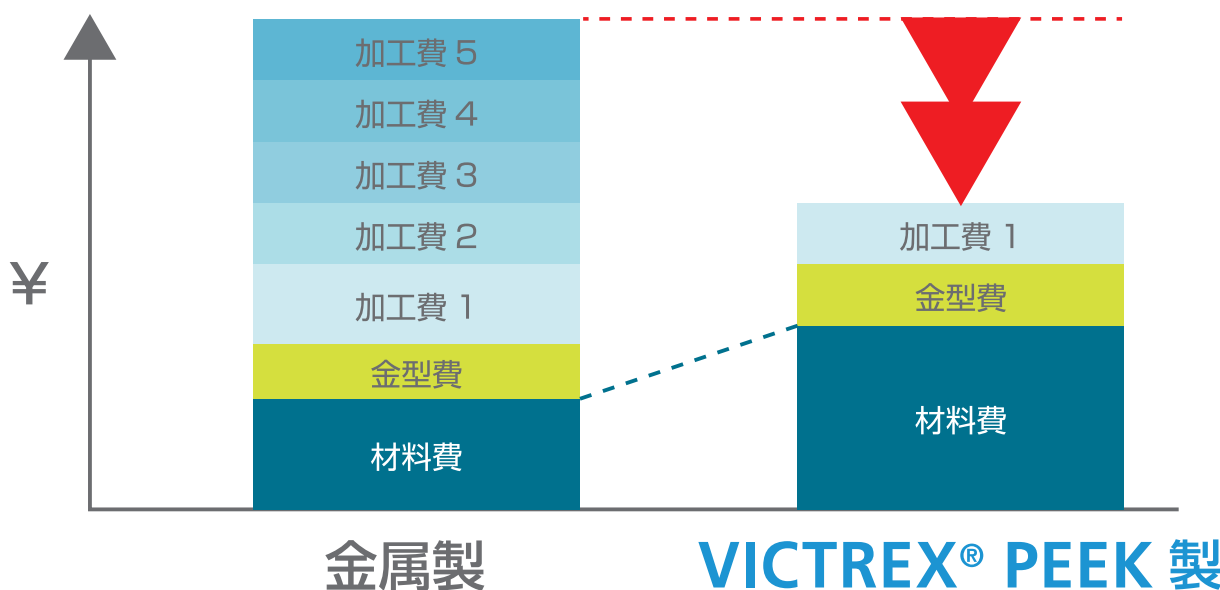 加工費 5
加工費 4
加工費 3
加工費 2
加工費 1
金型費
材料費
加工費 1
金型費
材料費
¥
金属製
VICTREX® PEEK 製